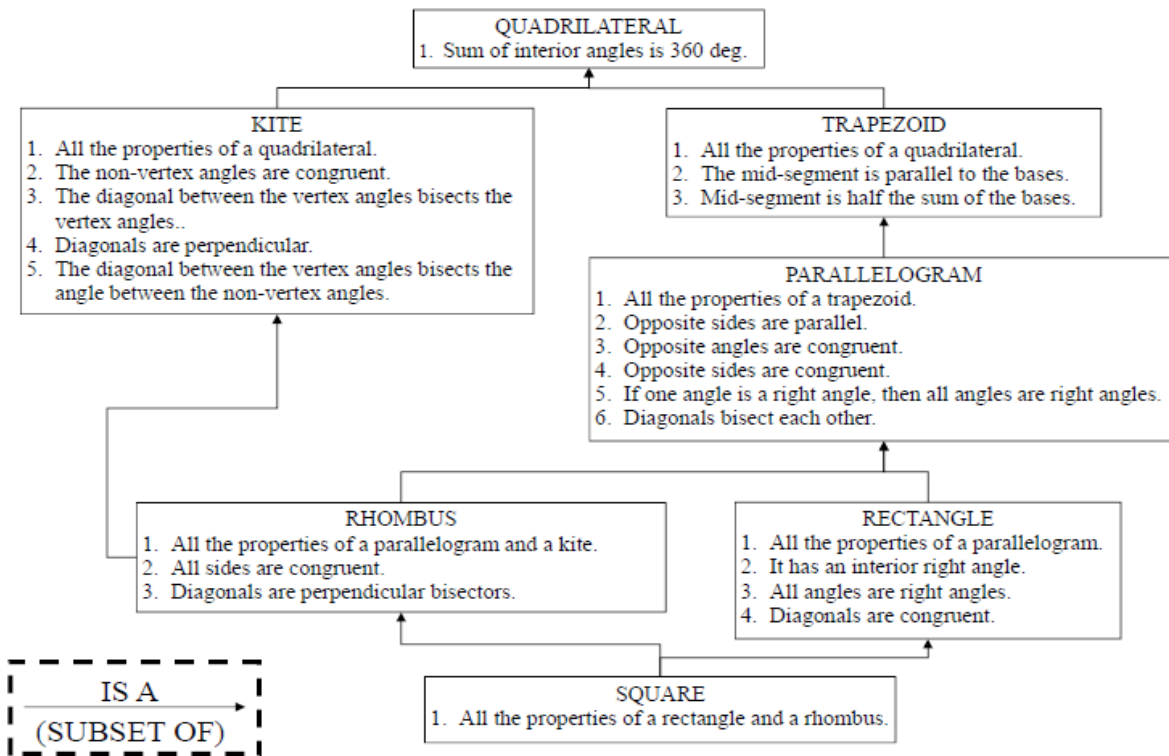 QUADRILATERAL
1. Sum of interior angles is 360 deg.
KITE
1. All the properties of a quadrilateral.
2. The non-vertex angles are congruent.
3. The diagonal between the vertex angles bisects the
vertex angles..
4. Diagonals are perpendicular.
5. The diagonal between the vertex angles bisects the
angle between the non-vertex angles.
TRAPEZOID
1. All the properties of a quadrilateral.
2. The mid-segment is parallel to the bases.
3. Mid-segment is half the sum of the bases.
PARALLELOGRAM
1. All the properties of a trapezoid.
2. Opposite sides are parallel.
3. Opposite angles are congruent.
4. Opposite sides are congruent.
5. If one angle is a right angle, then all angles are right angles.
6. Diagonals bisect each other.
RHOMBUS
1. All the properties of a parallelogram and a kite.
2. All sides are congruent.
3. Diagonals are perpendicular bisectors.
RECTANGLE
1. All the properties of a parallelogram.
2. It has an interior right angle.
3. All angles are right angles.
4. Diagonals are congruent.
SQUARE
1. All the properties of a rectangle and a rhombus.
IS A
(SUBSET OF)